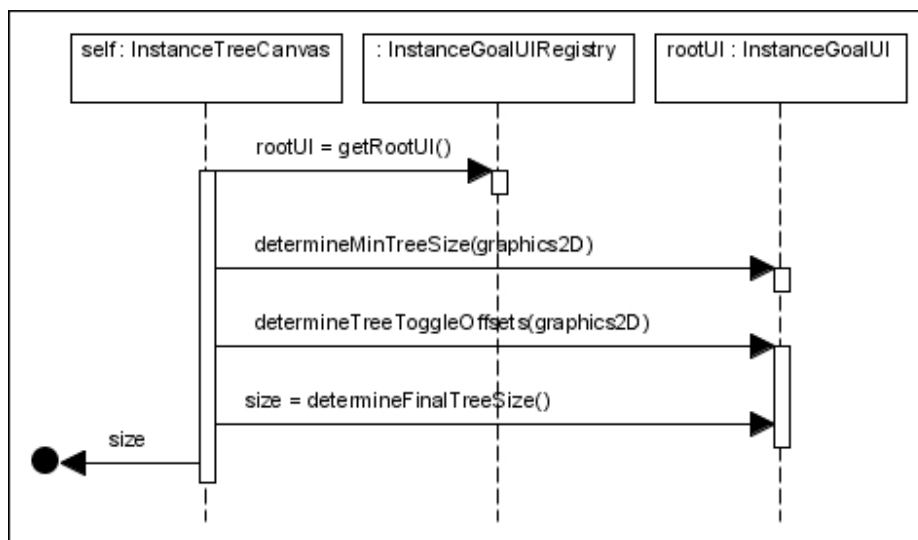 self : InstanceTreeCanvas
: InstanceGoalUIRegistry
rootUI : InstanceGoalUI
rootUI = getRootUI()
determineMinTreeSize(graphics2D)
determineTreeToggleOffsets(graphics2D)
size = determineFinalTreeSize()
size